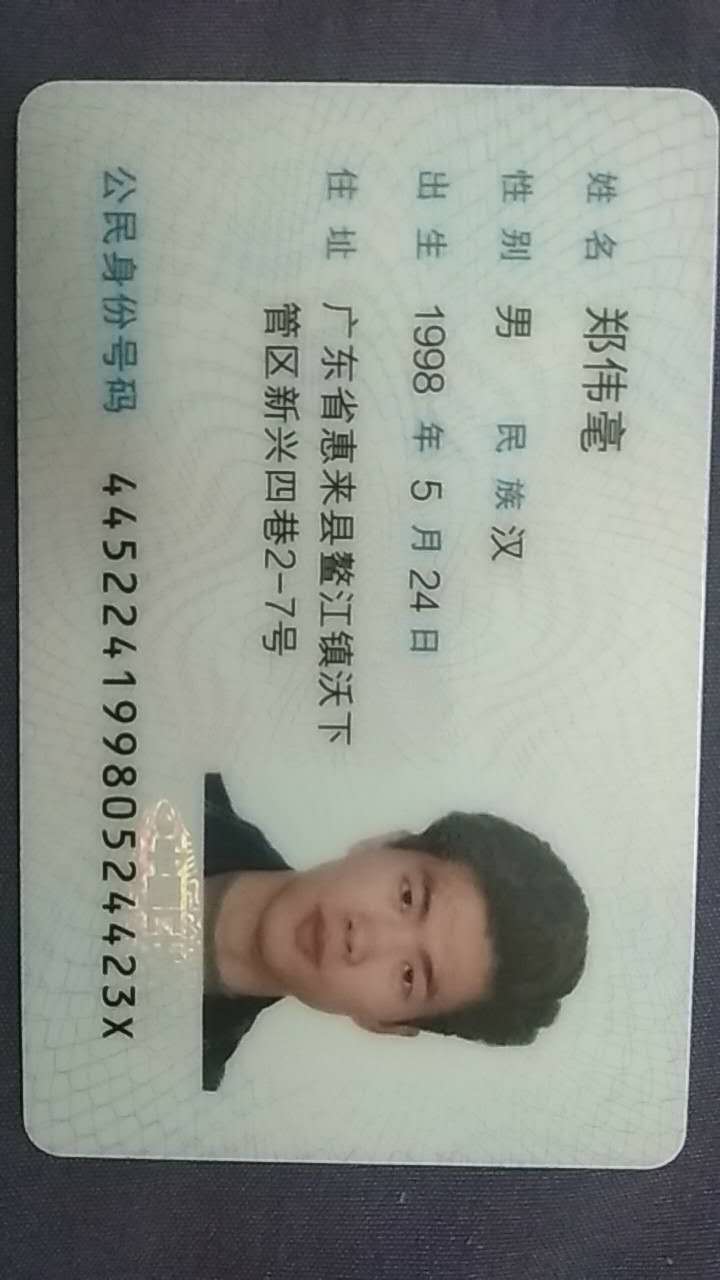 姓名 郑伟毫
性别 男 民族 汉
出生 1998 年 5 月 24 日
住址 广东省惠来县鳌江镇沃下
管区新兴四巷2-7号
公民身份号码 44522419980524423X